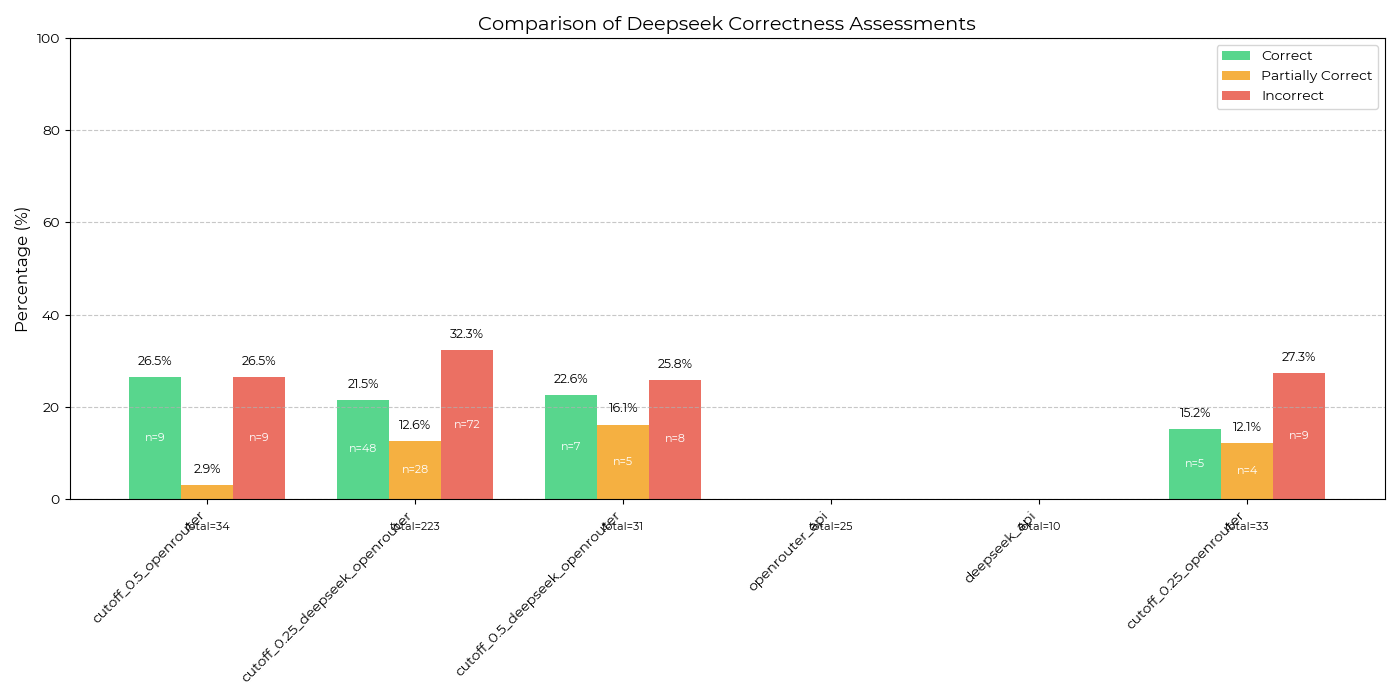 Comparison of Deepseek Correctness Assessments
Correct
Partially Correct
Incorrect
Percentage (%)
100
80
60
40
20
0
26.5%
2.9%
26.5%
n=9
n=9
21.5%
12.6%
32.3%
n=48
n=28
n=72
22.6%
16.1%
25.8%
n=7
n=5
n=8
15.2%
12.1%
27.3%
n=5
n=4
n=9
total=34
total=223
total=31
total=25
total=10
total=33
cutoff_0.5_openrouter
cutoff_0.25_deepseek_openrouter
cutoff_0.5_deepseek_openrouter
openrouter_api
deepseek_api
cutoff_0.25_openrouter